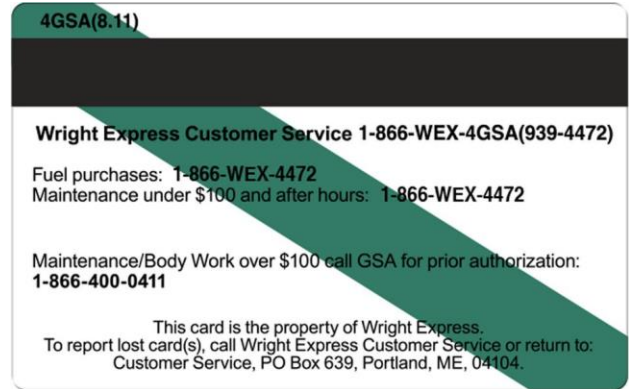 4GSA(8.11)
Wright Express Customer Service 1-866-WEX-4GSA(939-4472)
Fuel purchases: 1-866-WEX-4472
Maintenance under $100 and after hours: 1-866-WEX-4472
Maintenance/Body Work over $100 call GSA for prior authorization:
1-866-400-0411
This card is the property of Wright Express.
To report lost card(s), call Wright Express Customer Service or return to:
Customer Service, PO Box 639, Portland, ME, 04104.